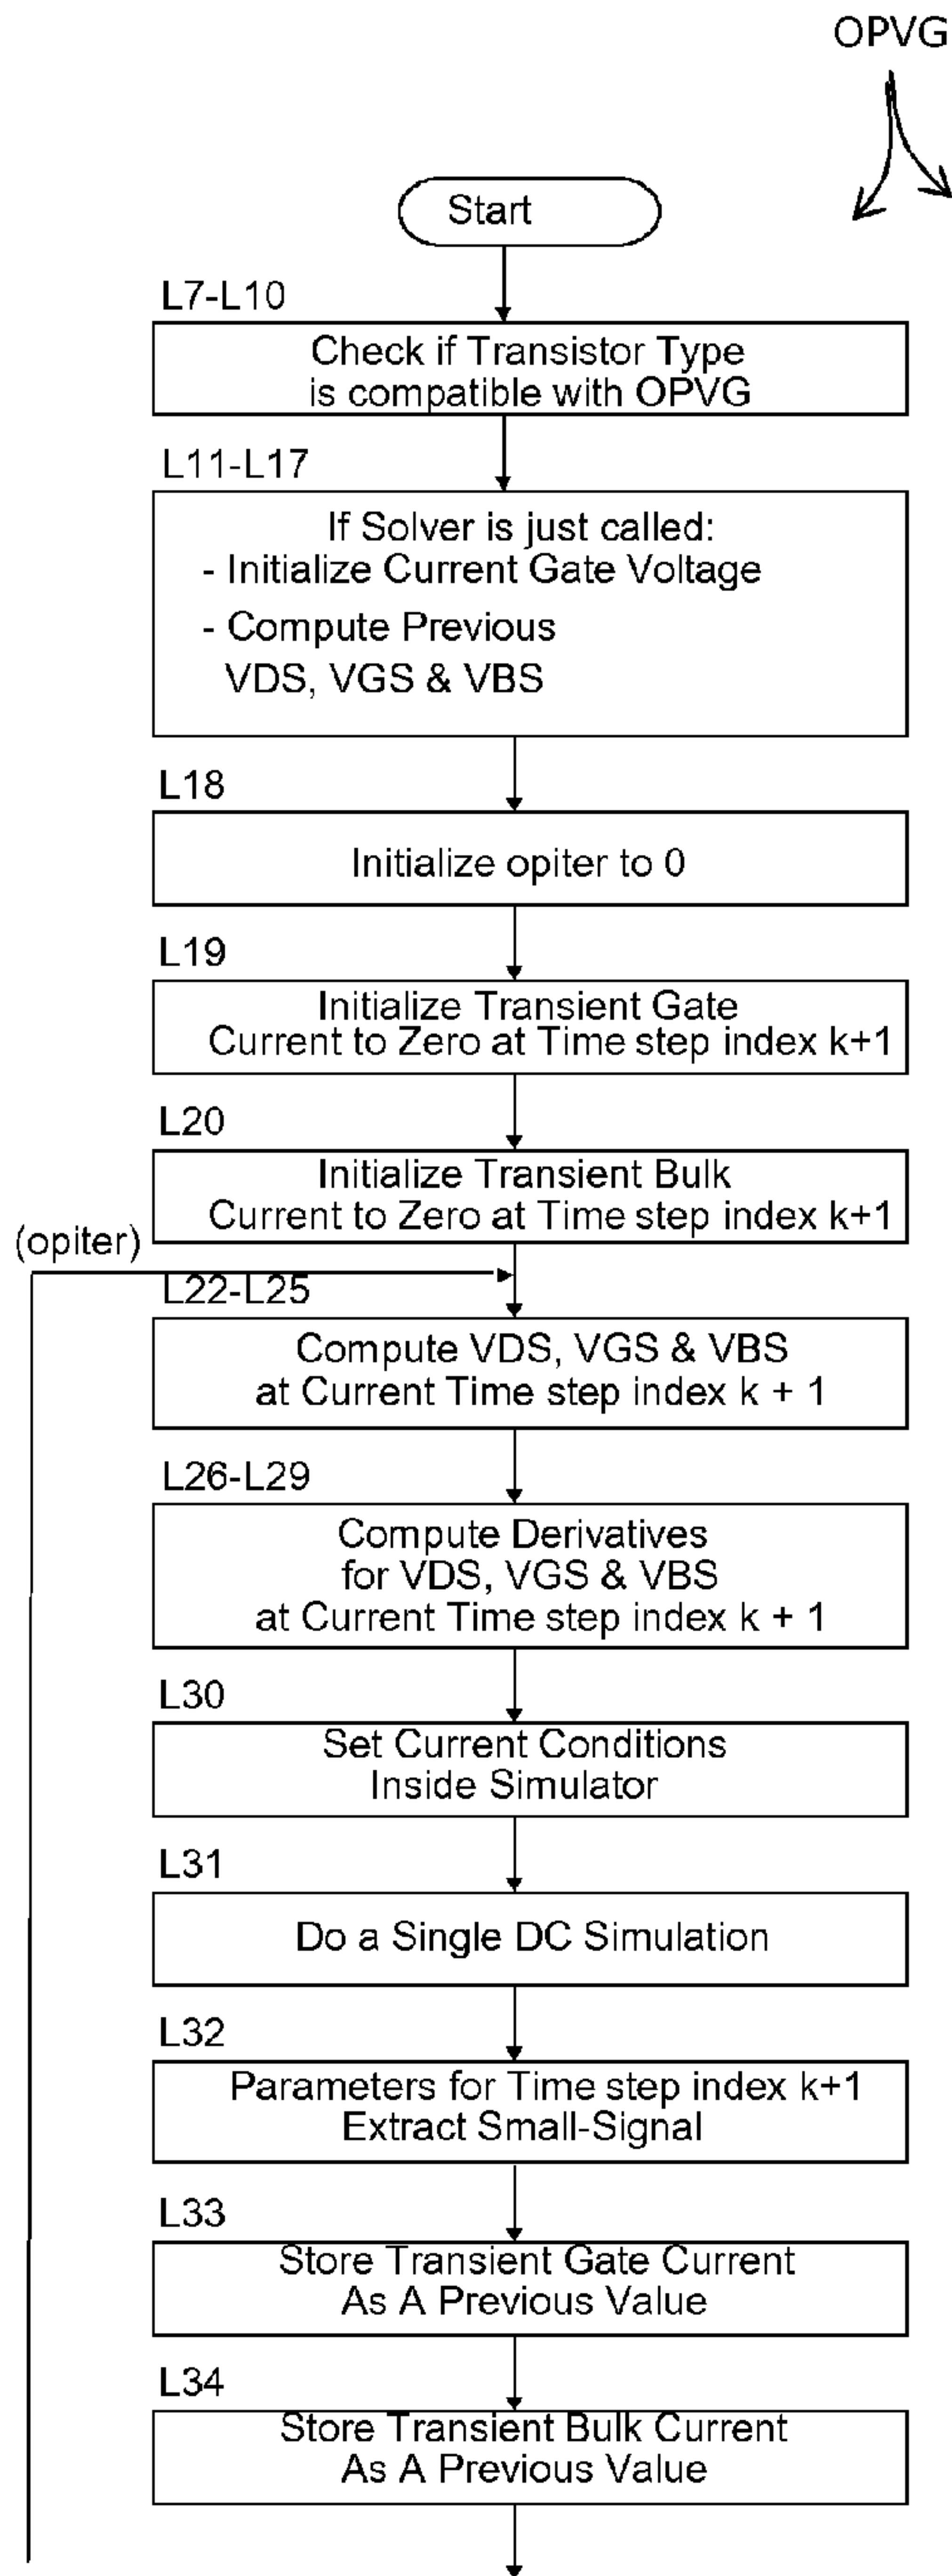 OPVG
Start
L7-L10
Check if Transistor Type
is compatible with OPVG
L11-L17
If Solver is just called:
- Initialize Current Gate Voltage
- Compute Previous
VDS, VGS & VBS
L18
Initialize opiter to 0
L19
Initialize Transient Gate
Current to Zero at Time step index k+1
L20
Initialize Transient Bulk
Current to Zero at Time step index k+1
(opiter)
L22-L25
Compute VDS, VGS & VBS
at Current Time step index k + 1
L26-L29
Compute Derivatives
for VDS, VGS & VBS
at Current Time step index k + 1
L30
Set Current Conditions
Inside Simulator
L31
Do a Single DC Simulation
L32
Parameters for Time step index k+1
Extract Small-Signal
L33
Store Transient Gate Current
As A Previous Value
L34
Store Transient Bulk Current
As A Previous Value